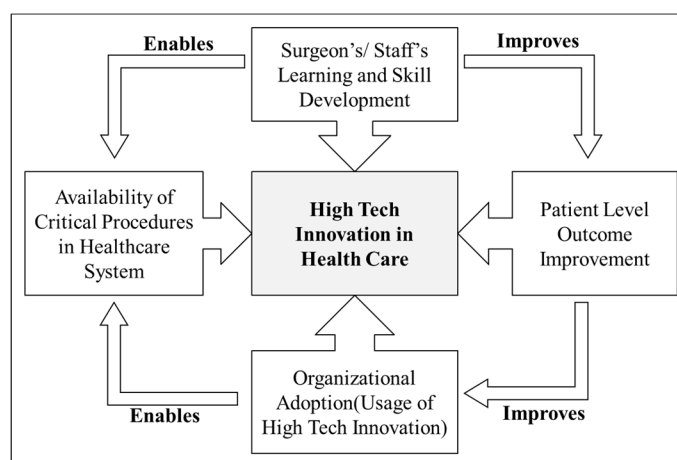 Enables
Surgeon's/ Staff's
Learning and Skill
Development
Improves
Availability of
Critical Procedures
in Healthcare
System
High Tech
Innovation in
Health Care
Patient Level
Outcome
Improvement
Enables
Organizational
Adoption(Usage of
High Tech Innovation)
Improves